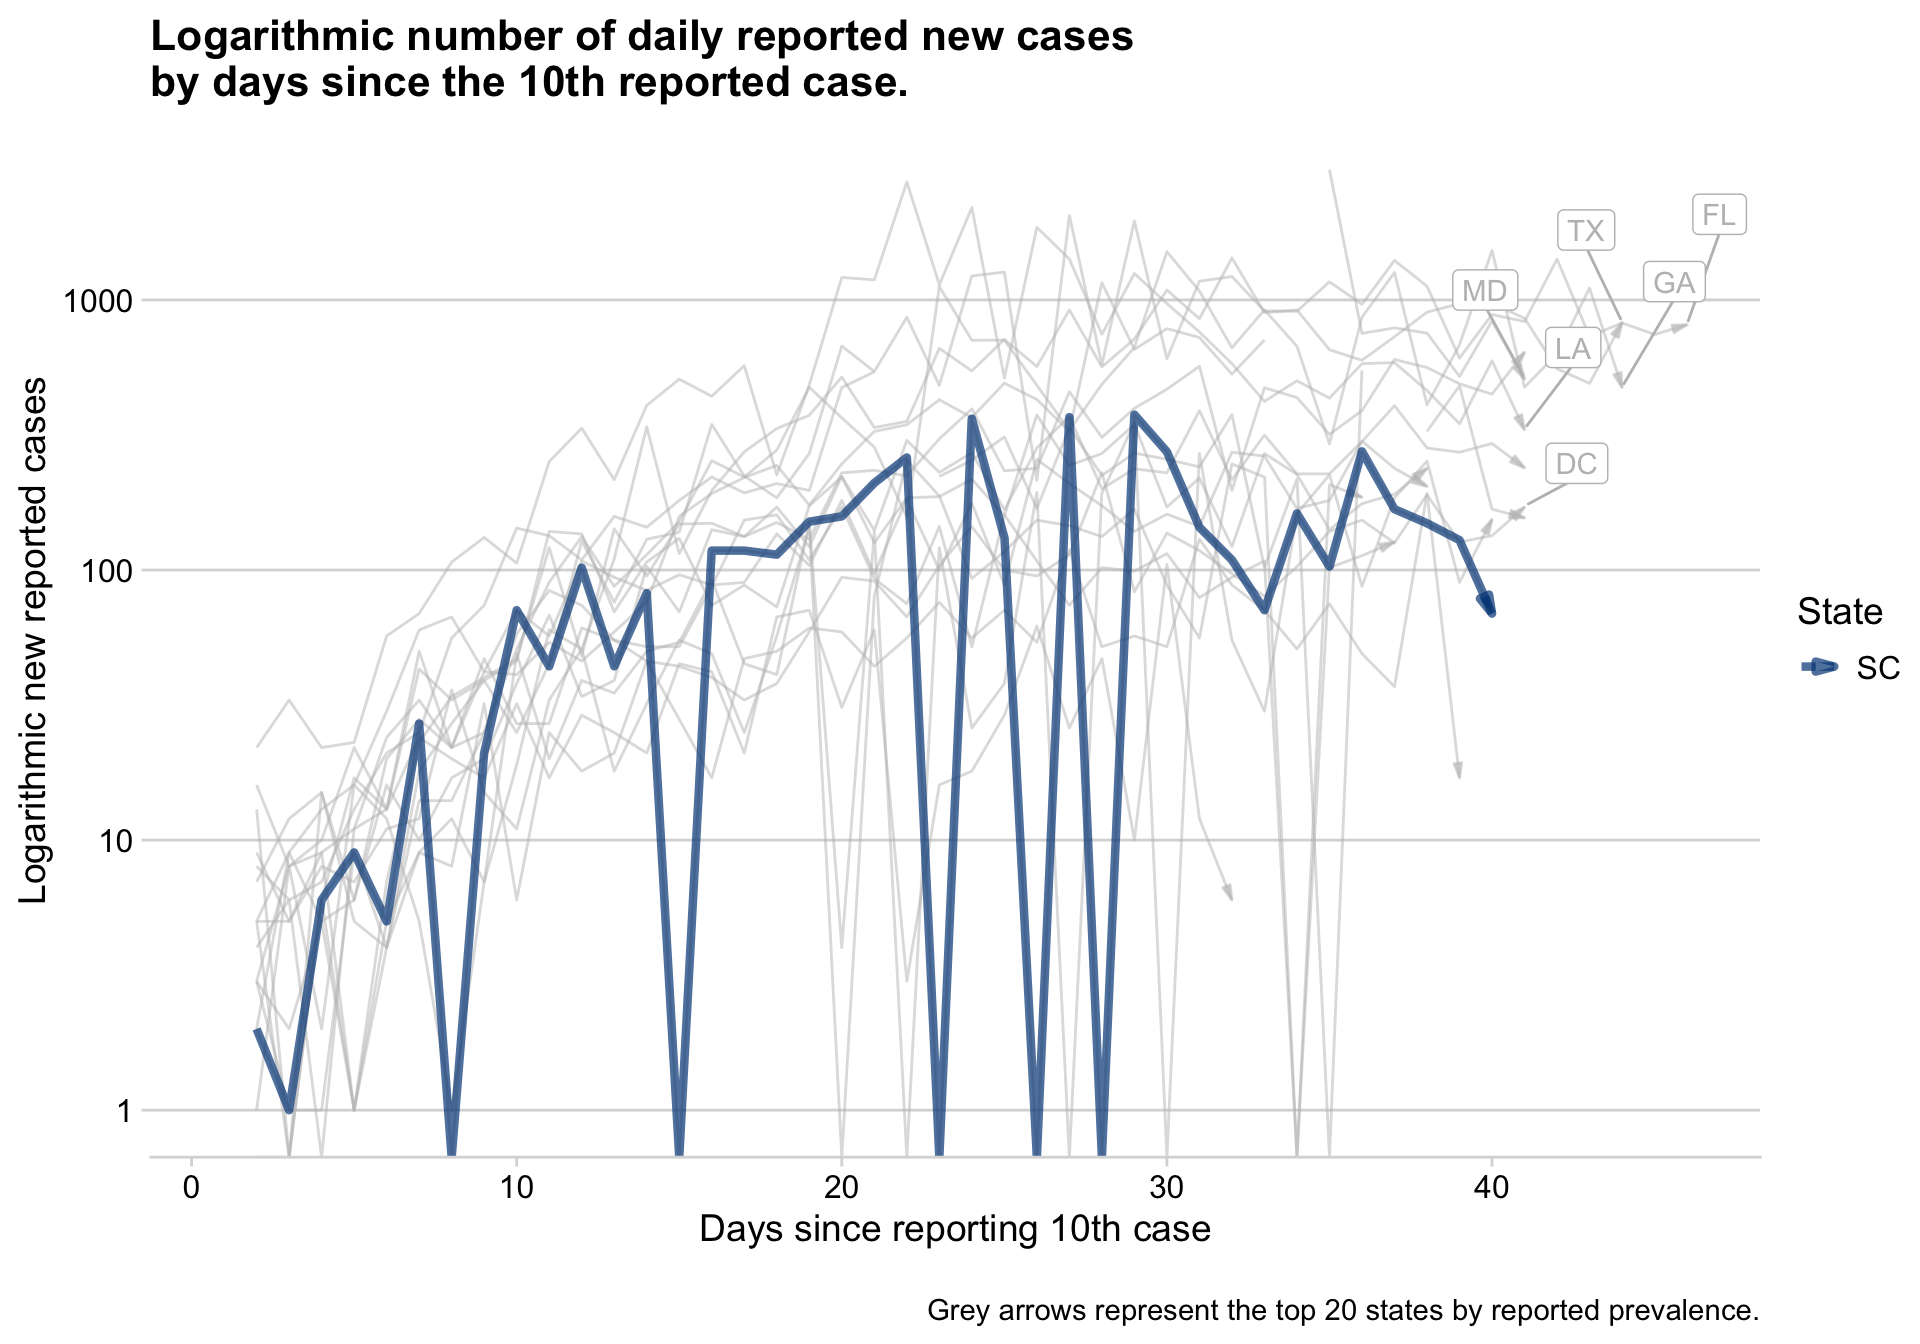 Logarithmic number of daily reported new cases
by days since the 10th reported case.
FL
TX
GA
MD
LA
DC
1000
100
10
1
Logarithmic new reported cases
State
SC
0 10 20 30 40
Days since reporting 10th case
Grey arrows represent the top 20 states by reported prevalence.